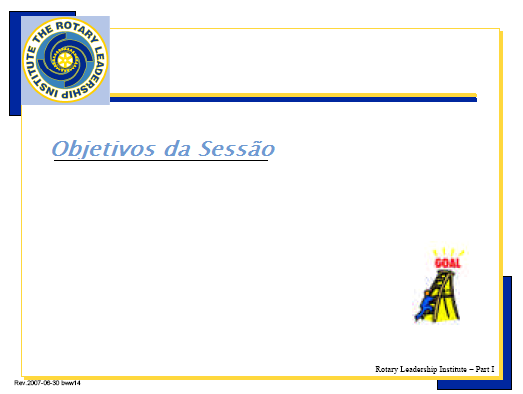 THE ROTARY LEADERSHIP INSTITUTE
Objetivos da Sessão
GOAL
Rotary Leadership Institute – Part I
Rev.2007-06-30 bww14